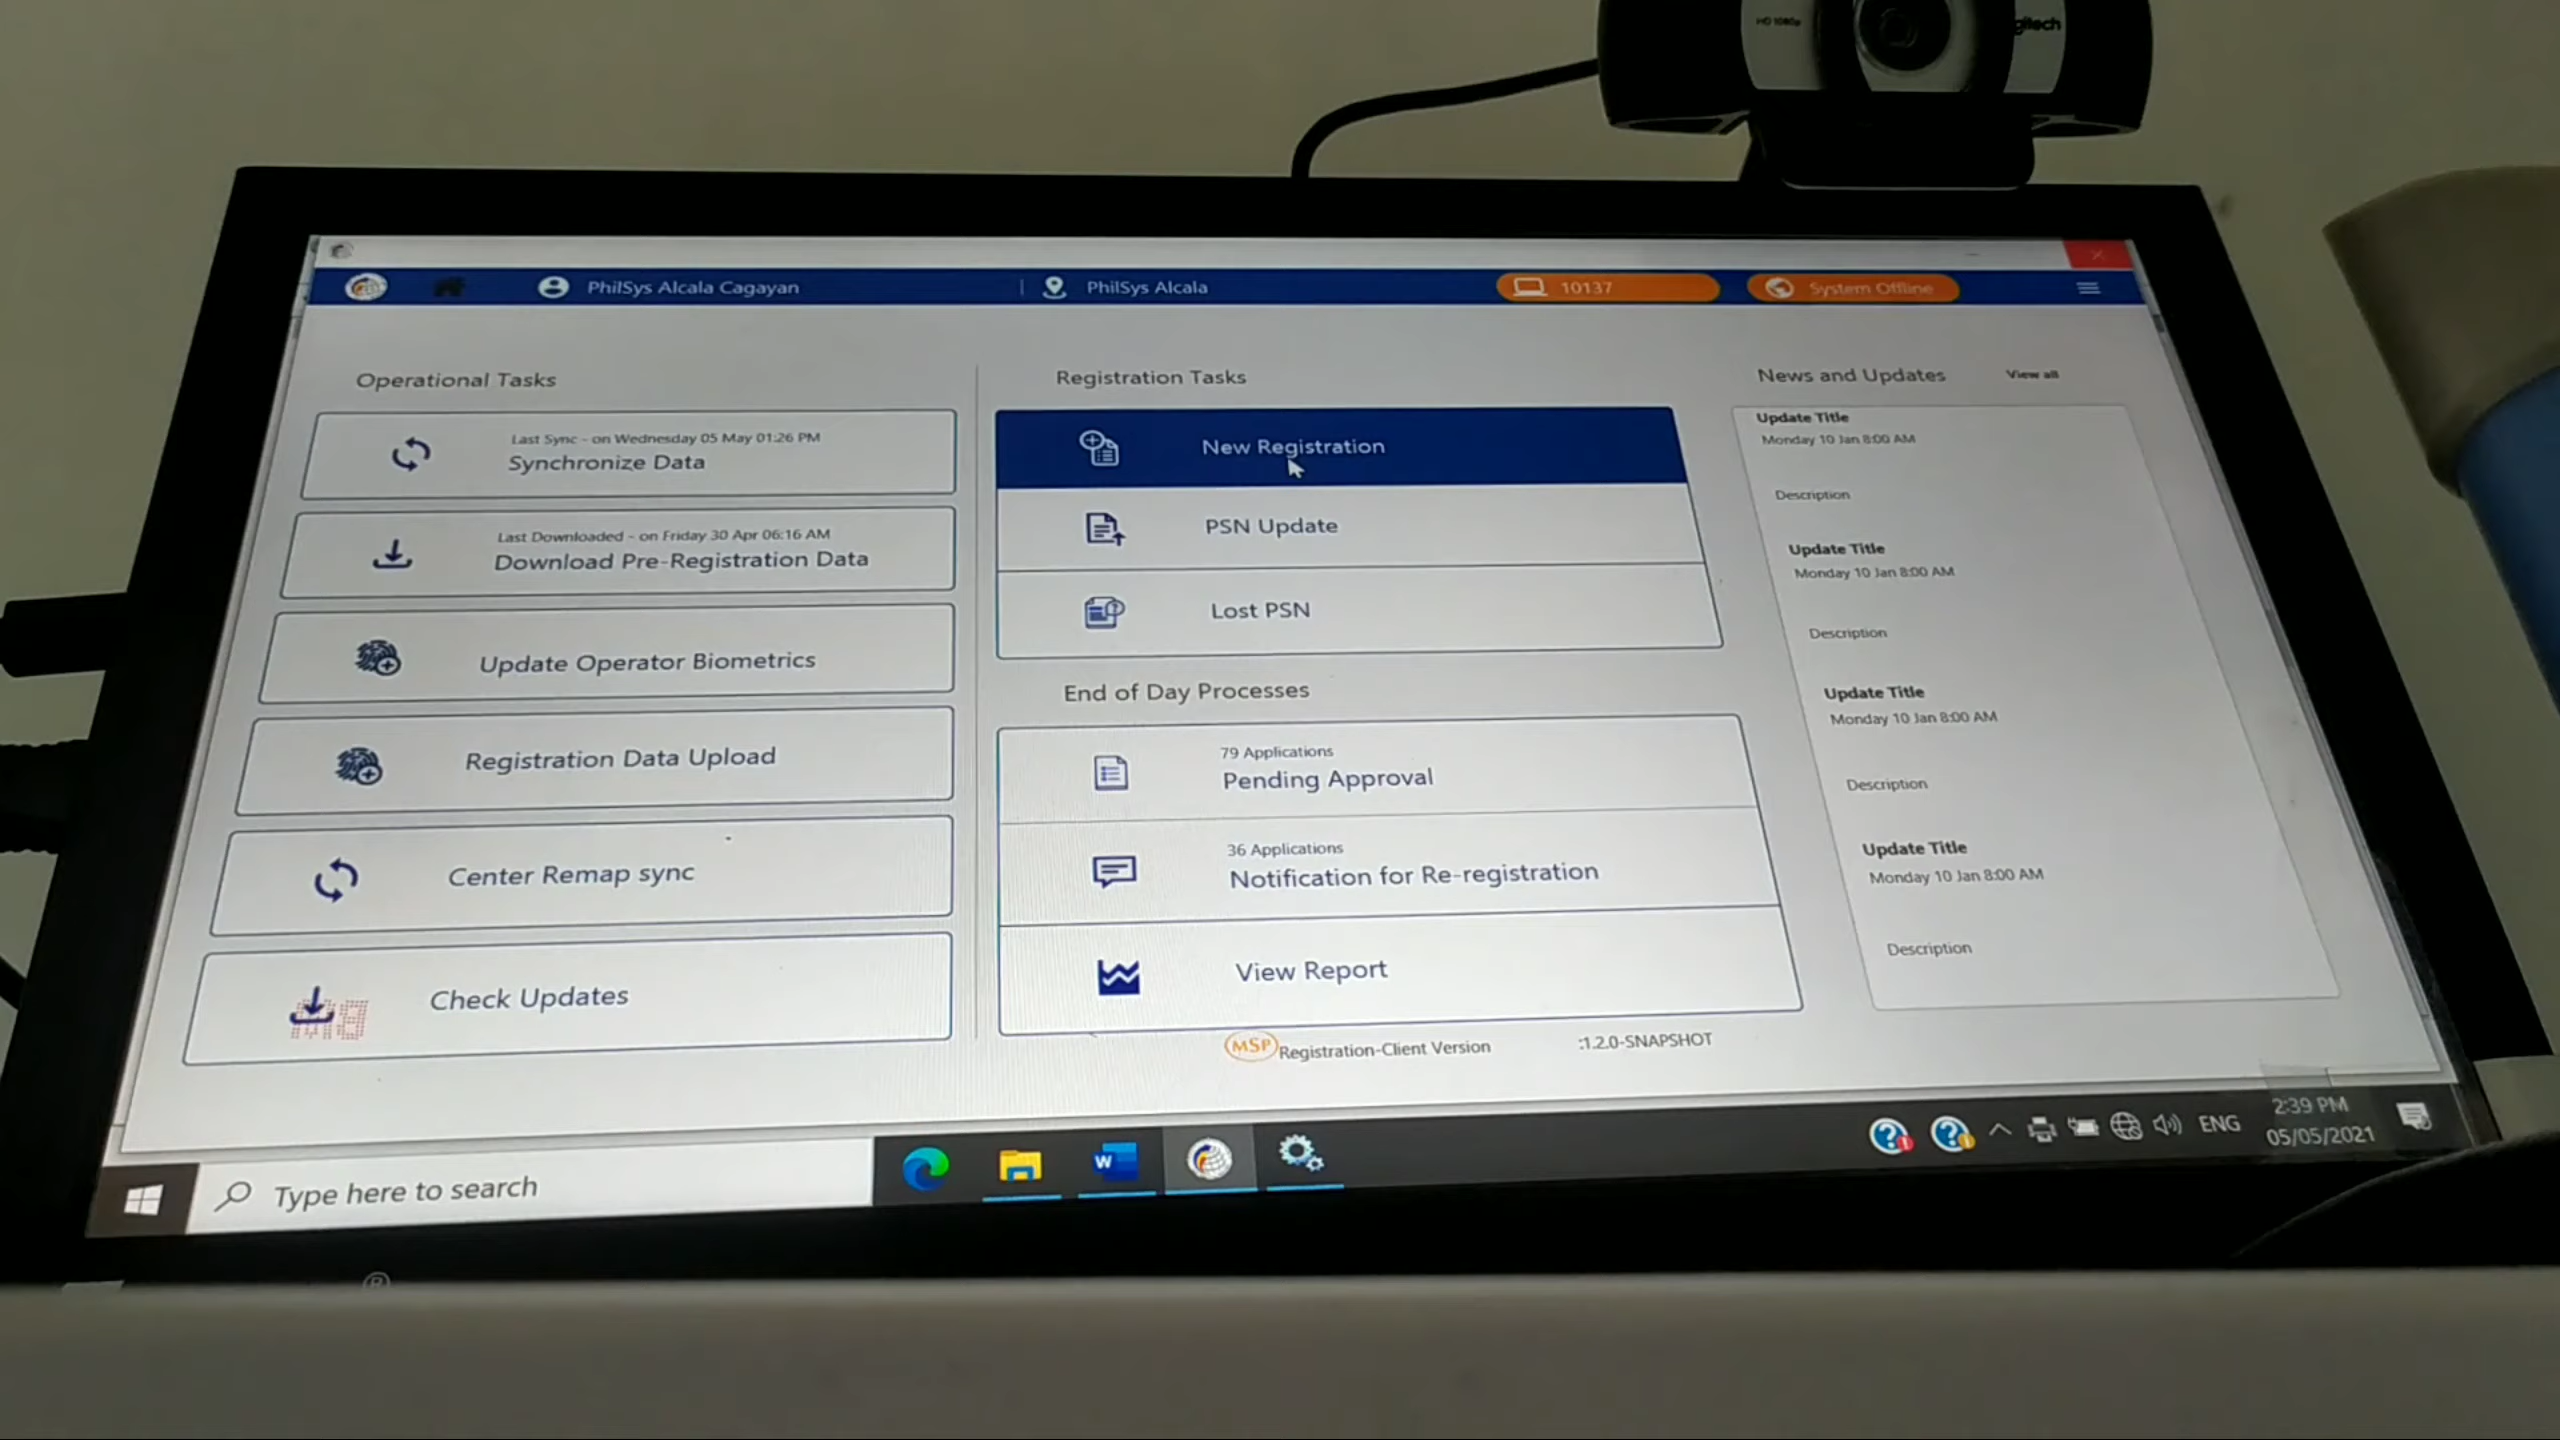 HD 1080p
PhilSys Alcala Cagayan
PhilSys Alcala
10137
System Offline
Operational Tasks
Last Sync - on Wednesday 05 May 01:26 PM
Synchronize Data
Last Downloaded - on Friday 30 Apr 06:16 AM
Download Pre-Registration Data
Update Operator Biometrics
Registration Data Upload
Center Remap sync
Check Updates
Registration Tasks
New Registration
PSN Update
Lost PSN
End of Day Processes
79 Applications
Pending Approval
36 Applications
Notification for Re-registration
View Report
MSP Registration-Client Version :1.2.0-SNAPSHOT
News and Updates View all
Update Title
Monday 10 Jan 8:00 AM
Description
Update Title
Monday 10 Jan 8:00 AM
Description
Update Title
Monday 10 Jan 8:00 AM
Description
Update Title
Monday 10 Jan 8:00 AM
Description
Type here to search
W
ENG
2:39 PM
05/05/2021
®